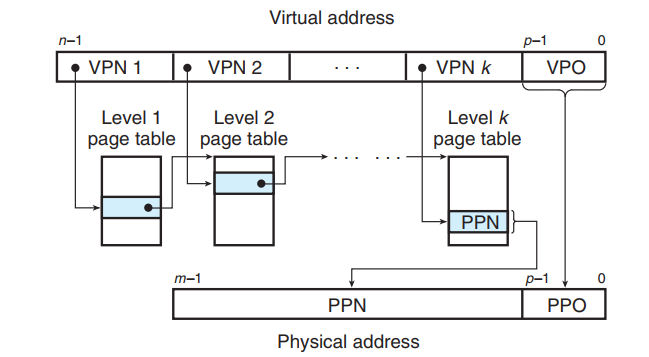 Virtual address
n–1 p–1 0
VPN 1 VPN 2 · · · VPN k VPO
Level 1 Level 2 Level k
page table page table page table
· · · · · ·
PPN
m–1 p–1 0
PPN PPO
Physical address